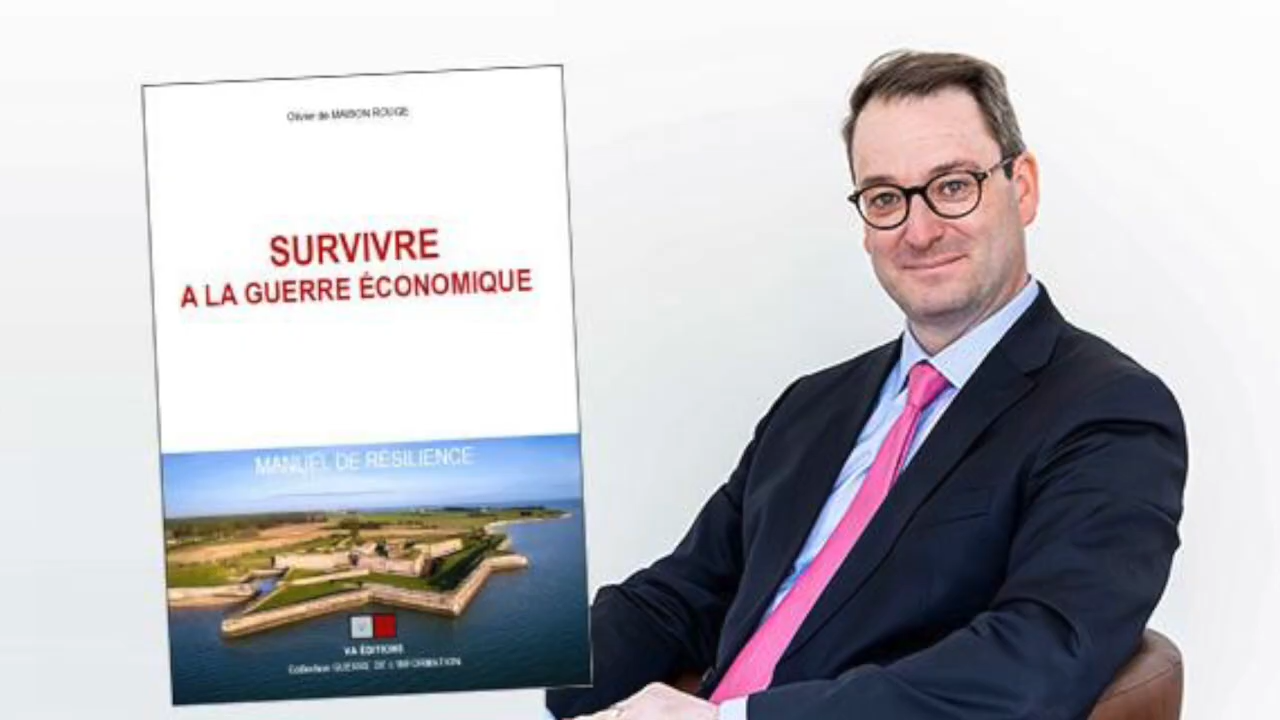 Olivier de MAISON ROUGE
SURVIVRE
A LA GUERRE ÉCONOMIQUE
MANUEL DE RÉSILIENCE
VA ÉDITIONS
Collection GUERRE DE L'INFORMATION